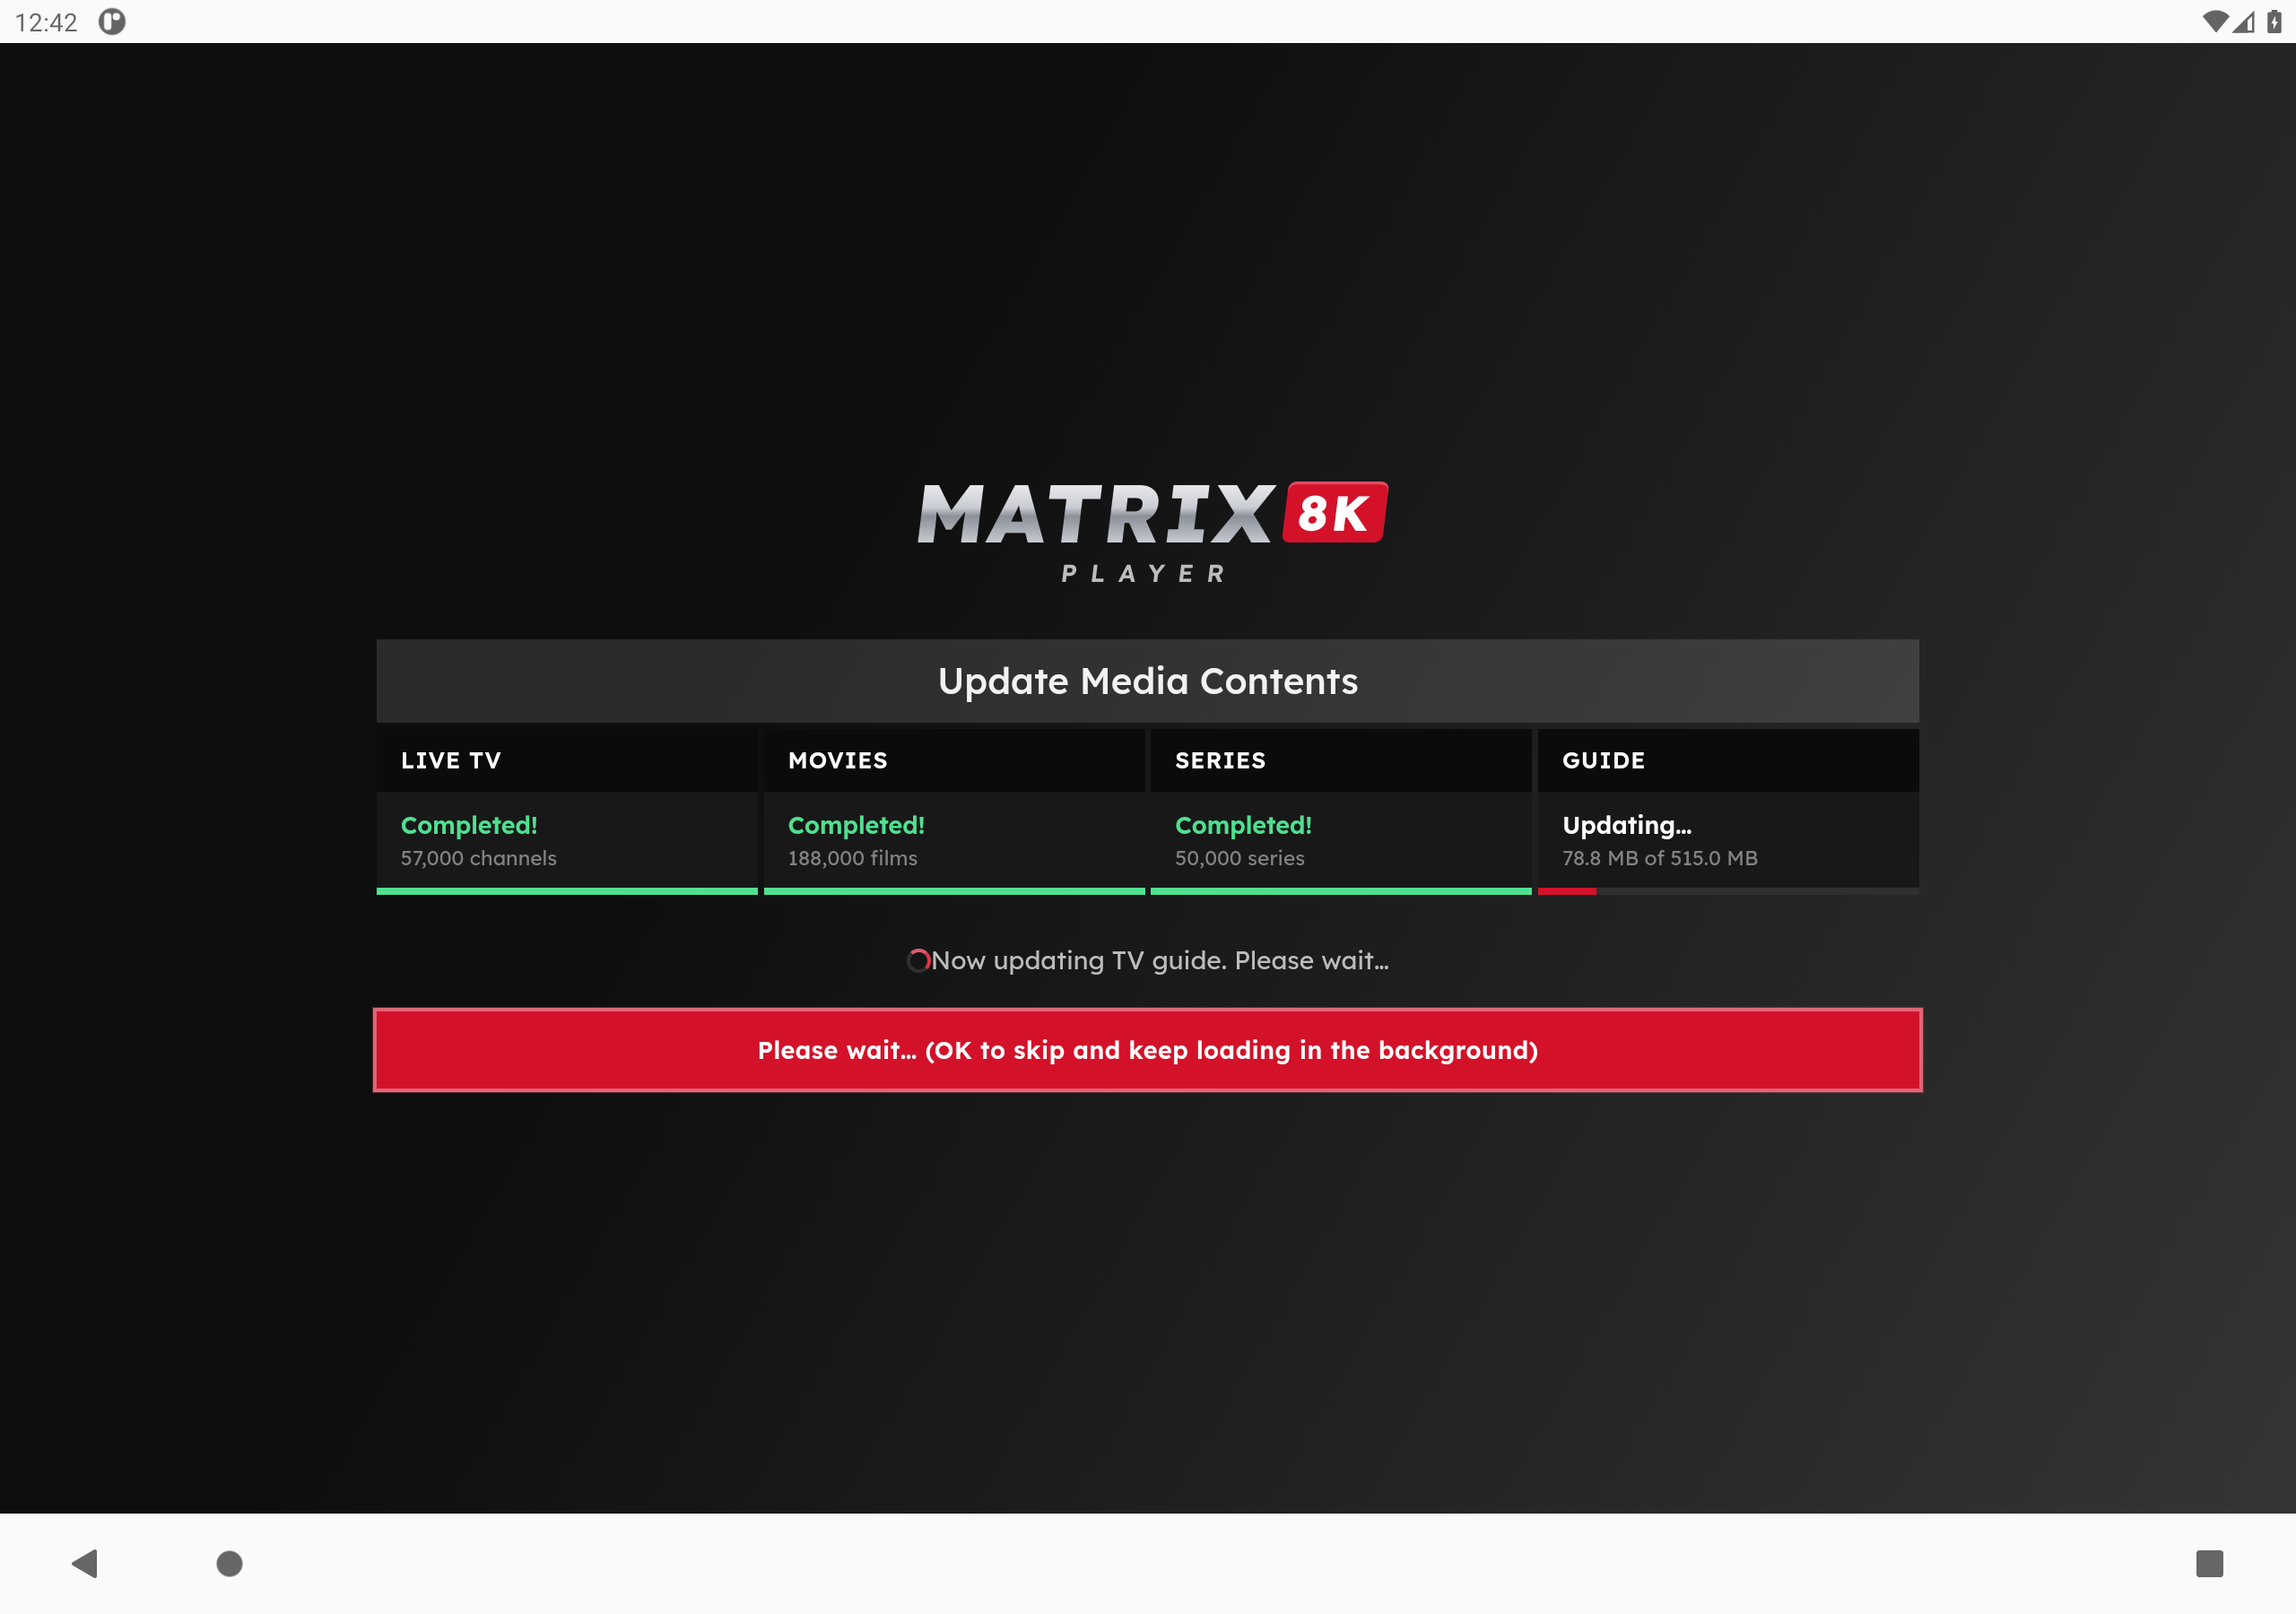 12:42
MATRIX 8K
PLAYER
Update Media Contents
LIVE TV
Completed!
57,000 channels
MOVIES
Completed!
188,000 films
SERIES
Completed!
50,000 series
GUIDE
Updating...
78.8 MB of 515.0 MB
Now updating TV guide. Please wait...
Please wait... (OK to skip and keep loading in the background)